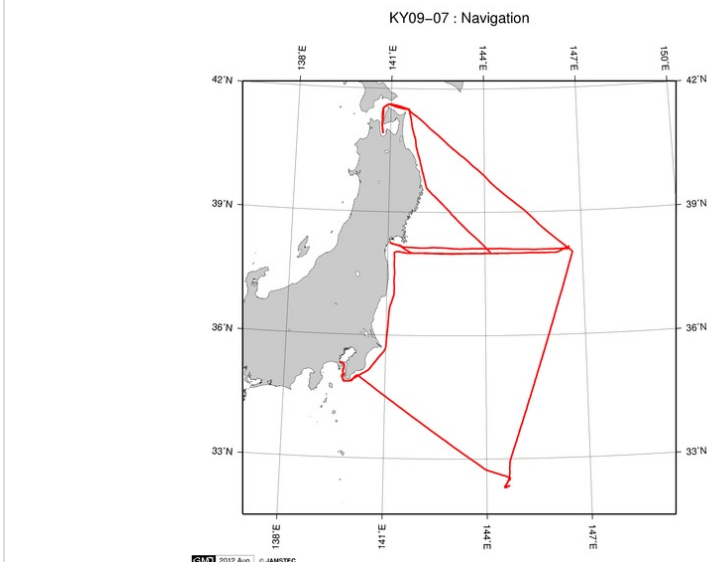 KY09−07 : Navigation
138˚E 141˚E 144˚E 147˚E 150˚E
42˚N 42˚N
39˚N 39˚N
36˚N 36˚N
33˚N 33˚N
138˚E 141˚E 144˚E 147˚E
GMD 2012 Aug © JAMSTEC